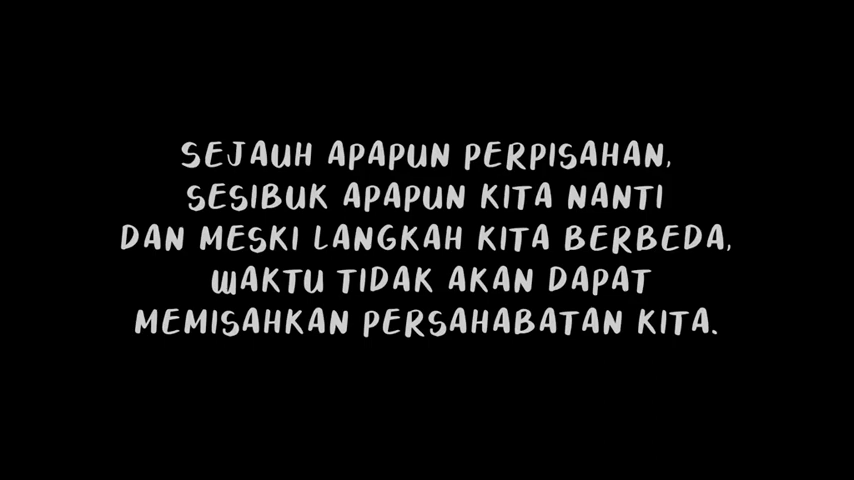 SEJAUH APAPUN PERPISAHAN,
SESIBUK APAPUN KITA NANTI
DAN MESKI LANGKAH KITA BERBEDA,
WAKTU TIDAK AKAN DAPAT
MEMISAHKAN PERSAHABATAN KITA.